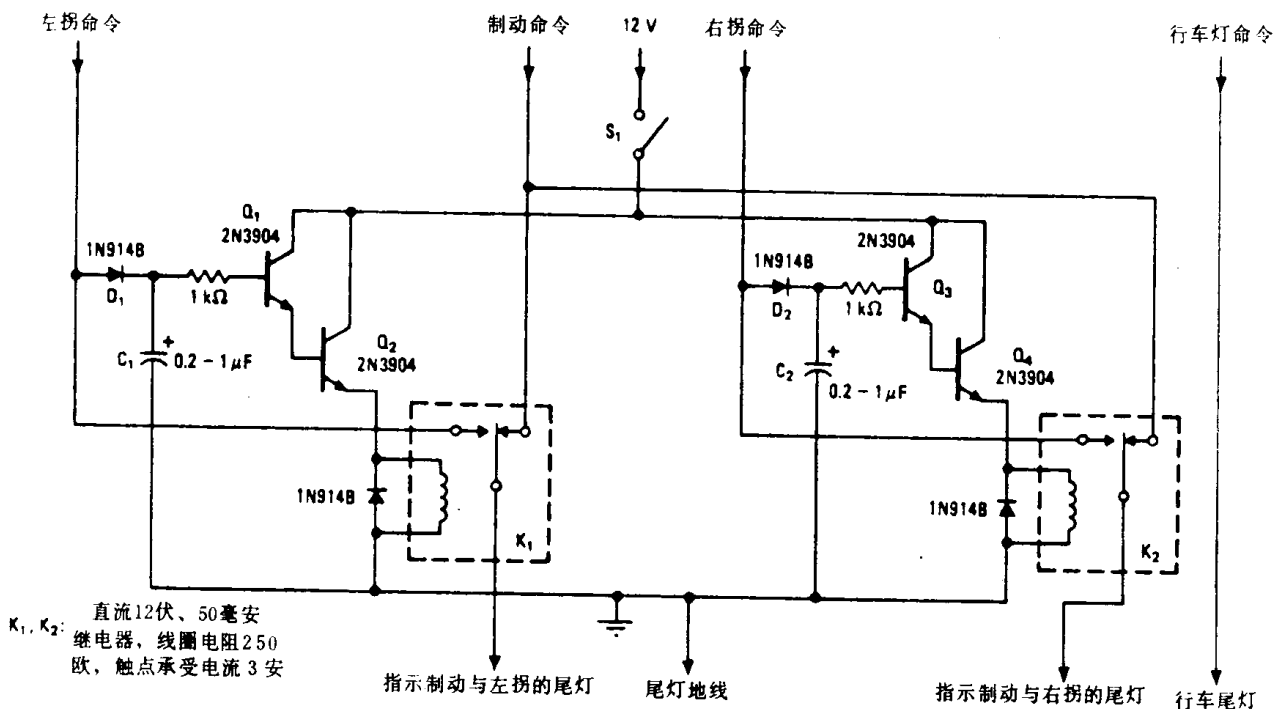 左拐命令
制动命令
12 V
右拐命令
行车灯命令
S₁
Q₁
2N3904
1N914B
D₁
1 kΩ
Q₂
2N3904
C₁
+
0.2 – 1 μF
1N914B
K₁
2N3904
1N914B
Q₃
D₂
1 kΩ
Q₄
2N3904
C₂
+
0.2 – 1 μF
1N914B
K₂
K₁, K₂: 直流12伏、50毫安
继电器，线圈电阻250
欧，触点承受电流 3 安
指示制动与左拐的尾灯
尾灯地线
指示制动与右拐的尾灯
行车尾灯